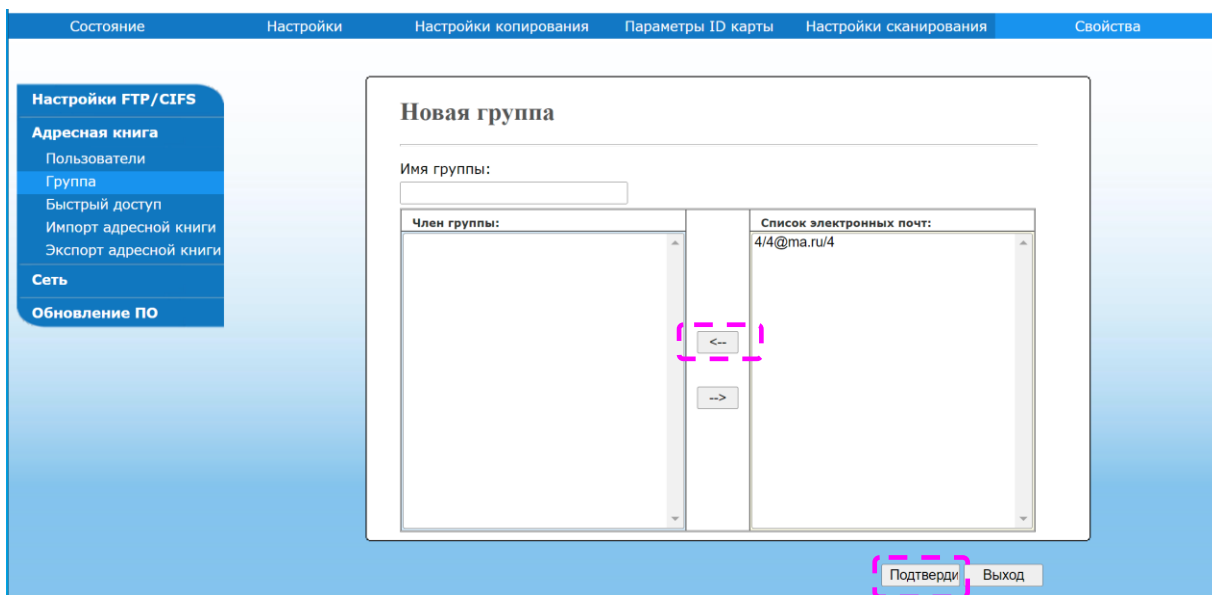 Состояние Настройки Настройки копирования Параметры ID карты Настройки сканирования Свойства
Настройки FTP/CIFS
Адресная книга
Пользователи
Группа
Быстрый доступ
Импорт адресной книги
Экспорт адресной книги
Сеть
Обновление ПО
Новая группа
Имя группы:
Член группы: Список электронных почт:
4/4@ma.ru/4
<--
-->
Подтверди Выход